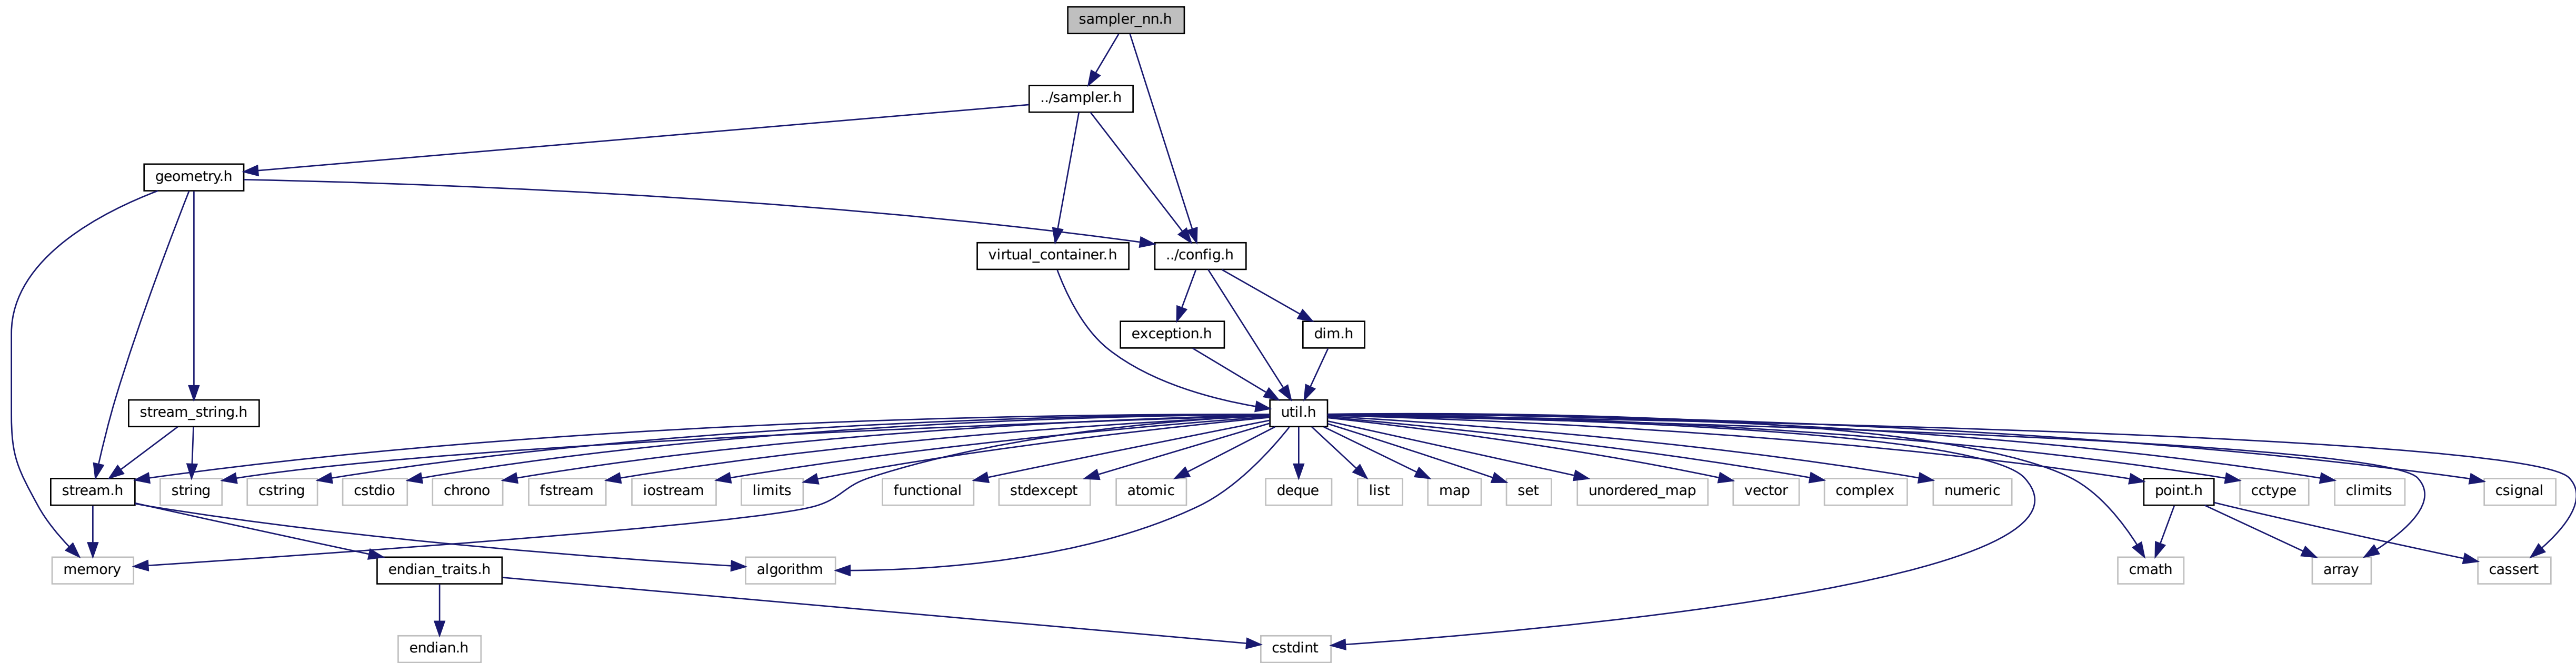 sampler_nn.h
../sampler.h
geometry.h
virtual_container.h
../config.h
exception.h
dim.h
stream_string.h
util.h
stream.h
string
cstring
cstdio
chrono
fstream
iostream
limits
functional
stdexcept
atomic
deque
list
map
set
unordered_map
vector
complex
numeric
point.h
cctype
climits
csignal
memory
endian_traits.h
algorithm
cmath
array
cassert
endian.h
cstdint